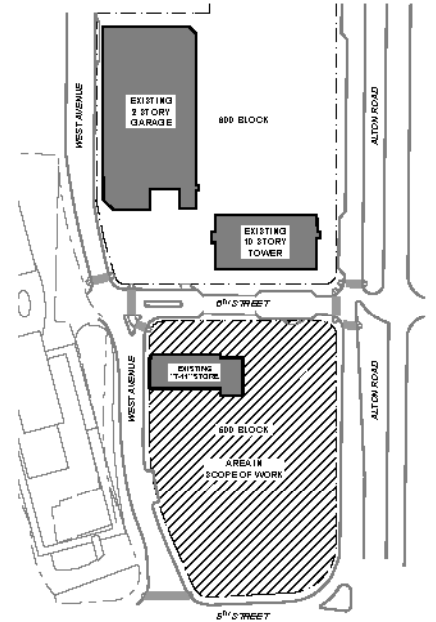 EXISTING
2 STORY
GARAGE
WEST AVENUE
600 BLOCK
ALTON ROAD
EXISTING
10 STORY
TOWER
6TH STREET
EXISTING
"7-11" STORE
WEST AVENUE
ALTON ROAD
500 BLOCK
AREA IN
SCOPE OF WORK
5TH STREET